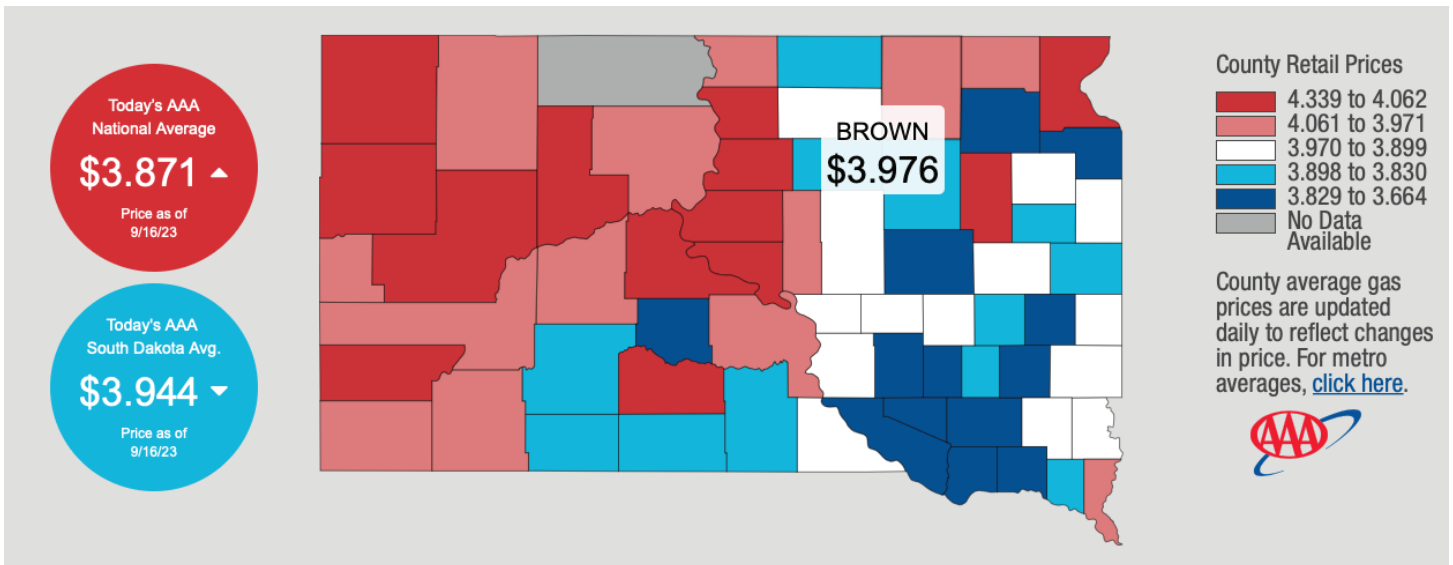 Today's AAA
National Average
$3.871
Price as of
9/16/23
Today's AAA
South Dakota Avg.
$3.944
Price as of
9/16/23
BROWN
$3.976
County Retail Prices
4.339 to 4.062
4.061 to 3.971
3.970 to 3.899
3.898 to 3.830
3.829 to 3.664
No Data
Available
County average gas
prices are updated
daily to reflect changes
in price. For metro
averages, click here.
AAA